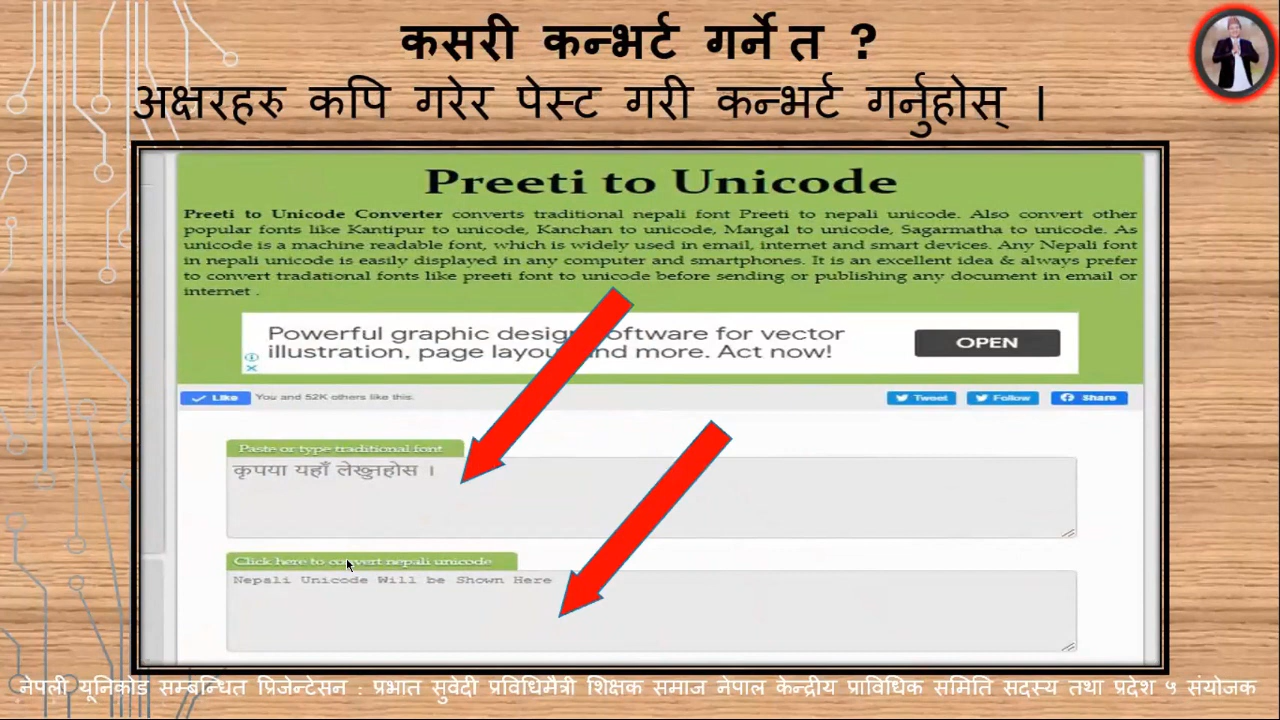 कसरी कन्भर्ट गर्ने त ?
अक्षरहरु कपि गरेर पेस्ट गरी कन्भर्ट गर्नुहोस् ।
Preeti to Unicode
Preeti to Unicode Converter converts traditional nepali font Preeti to nepali unicode. Also convert other
popular fonts like Kantipur to unicode, Kanchan to unicode, Mangal to unicode, Sagarmatha to unicode. As
unicode is a machine readable font, which is widely used in email, internet and smart devices. Any Nepali font
in nepali unicode is easily displayed in any computer and smartphones. It is an excellent idea & always prefer
to convert tradational fonts like preeti font to unicode before sending or publishing any document in email or
internet .
Powerful graphic design software for vector
illustration, page layout and more. Act now!
OPEN
Like You and 52K others like this.
Tweet Follow Share
Paste or type traditional font
कृपया यहाँ लेख्नुहोस ।
Click here to convert nepali unicode
Nepali Unicode Will be Shown Here
नेपली यूनिकोड सम्बन्धित प्रिजेन्टेसन : प्रभात सुवेदी प्रविधिमैत्री शिक्षक समाज नेपाल केन्द्रीय प्राविधिक समिति सदस्य तथा प्रदेश ५ संयोजक